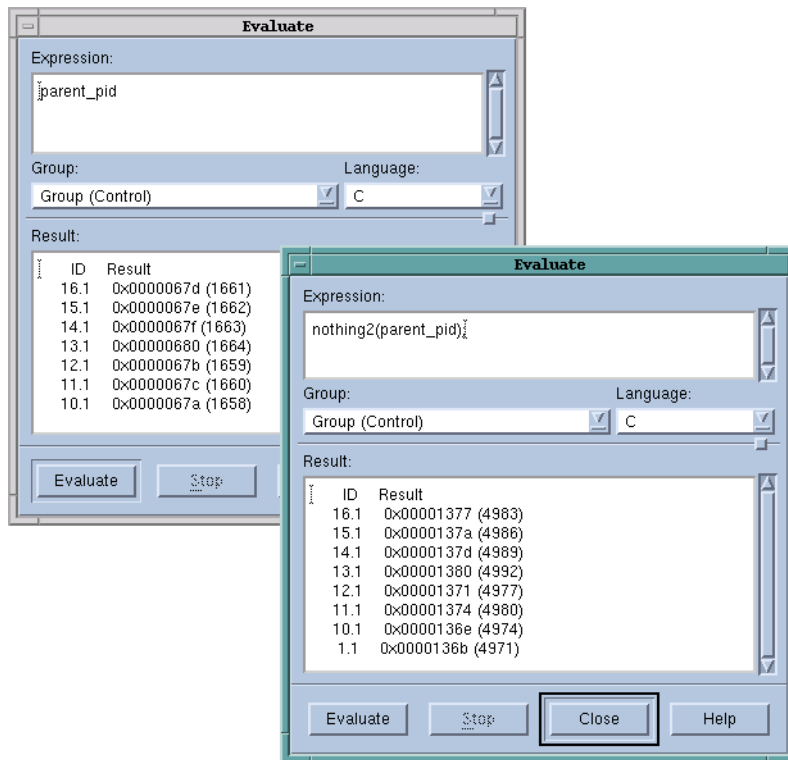 Evaluate
Expression:
parent_pid
Group: Language:
Group (Control) C
Result:
ID Result
16.1 0x0000067d (1661)
15.1 0x0000067e (1662)
14.1 0x0000067f (1663)
13.1 0x00000680 (1664)
12.1 0x0000067b (1659)
11.1 0x0000067c (1660)
10.1 0x0000067a (1658)
Evaluate Stop
Evaluate
Expression:
nothing2(parent_pid);
Group: Language:
Group (Control) C
Result:
ID Result
16.1 0x00001377 (4983)
15.1 0x0000137a (4986)
14.1 0x0000137d (4989)
13.1 0x00001380 (4992)
12.1 0x00001371 (4977)
11.1 0x00001374 (4980)
10.1 0x0000136e (4974)
1.1 0x0000136b (4971)
Evaluate Stop Close Help